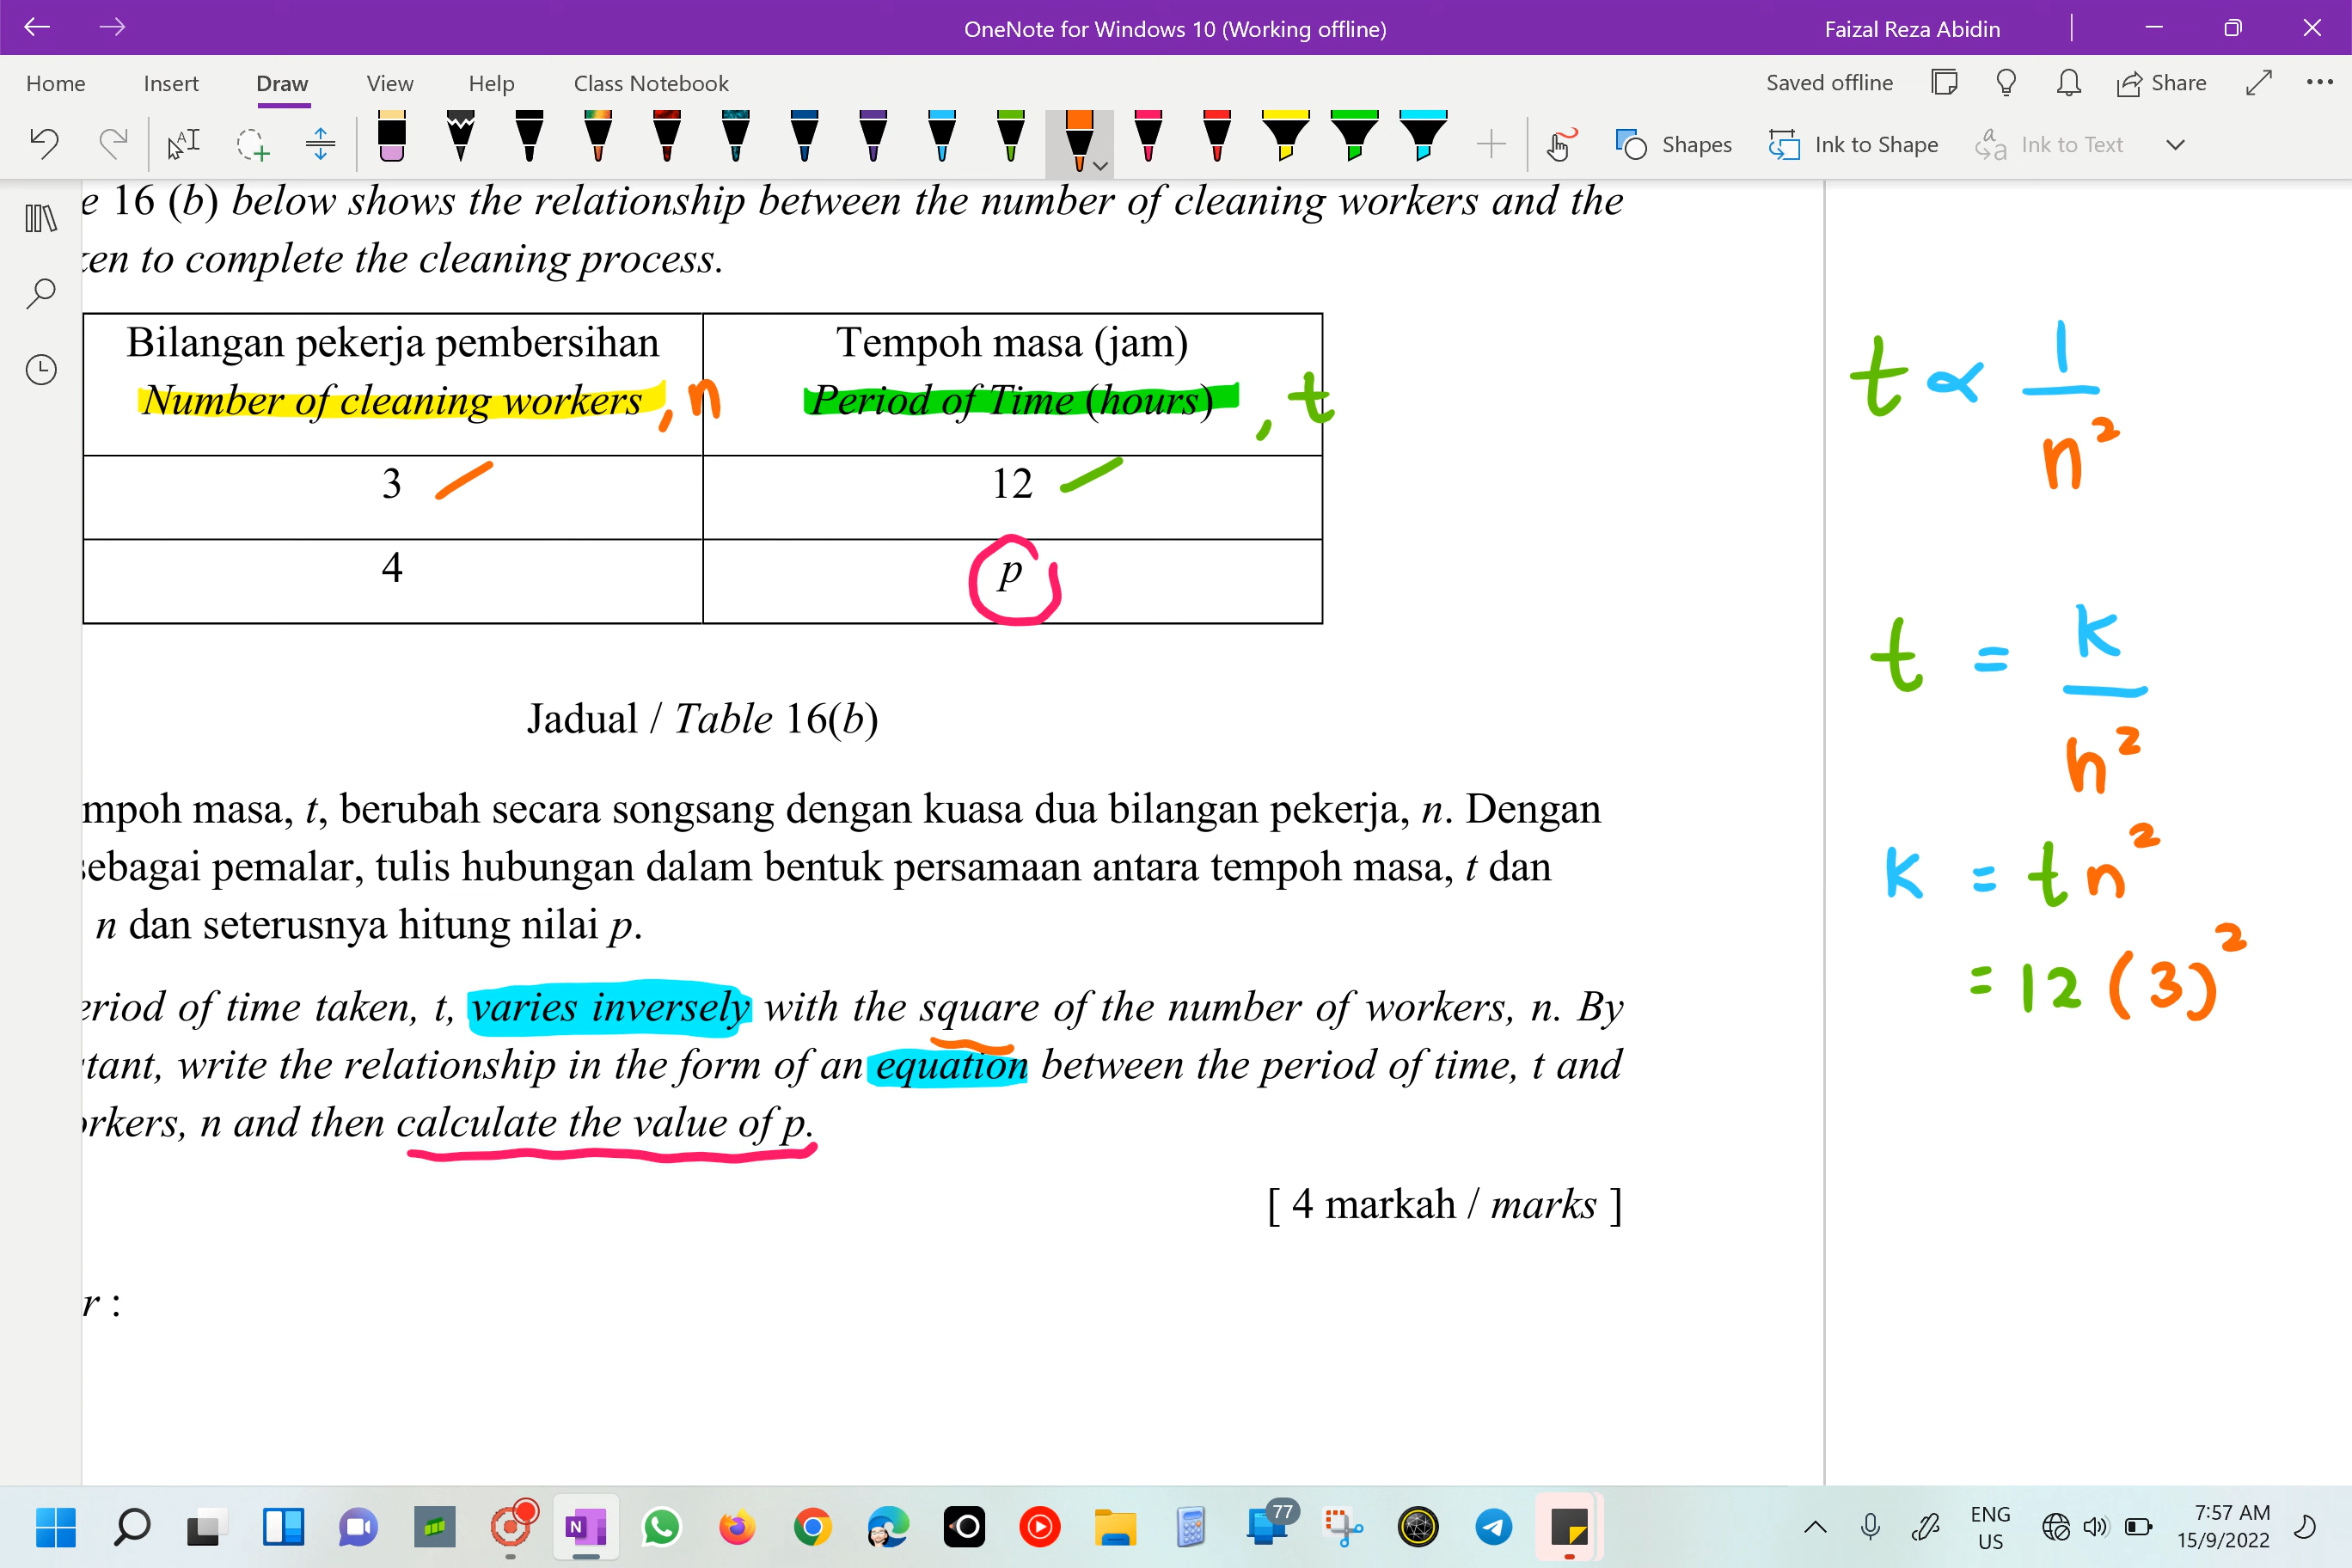 OneNote for Windows 10 (Working offline)
Faizal Reza Abidin
Home Insert Draw View Help Class Notebook
Saved offline Share
Shapes Ink to Shape Ink to Text
e 16 (b) below shows the relationship between the number of cleaning workers and the
ken to complete the cleaning process.
Bilangan pekerja pembersihan
Number of cleaning workers , n
Tempoh masa (jam)
Period of Time (hours) , t
3 12
4 p
Jadual / Table 16(b)
mpoh masa, t, berubah secara songsang dengan kuasa dua bilangan pekerja, n. Dengan
sebagai pemalar, tulis hubungan dalam bentuk persamaan antara tempoh masa, t dan
n dan seterusnya hitung nilai p.
eriod of time taken, t, varies inversely with the square of the number of workers, n. By
stant, write the relationship in the form of an equation between the period of time, t and
orkers, n and then calculate the value of p.
[ 4 markah / marks ]
r :
t ∝ 1/n²
t = k/n²
k = t n²
= 12 (3)²
77
ENG
US
7:57 AM
15/9/2022